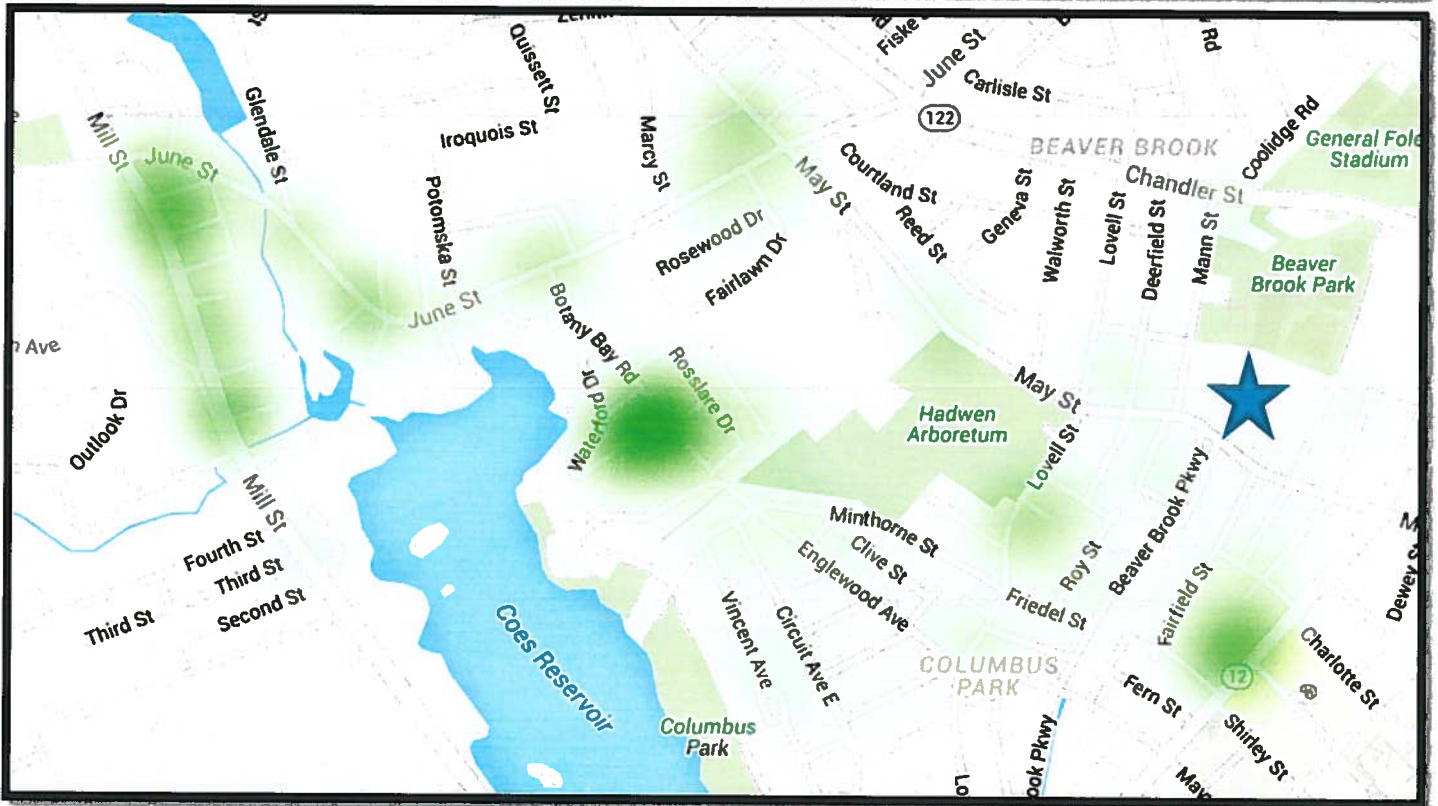 Quissett St
Fiske
June St
Rd
Carlisle St
122
Glendale St
Mill St
June St
Iroquois St
Marcy St
May St
Courtland St
Reed St
BEAVER BROOK
Coolidge Rd
General Fole
Stadium
Chandler St
Geneva St
Walworth St
Lovell St
Deerfield St
Mann St
Potomska St
Rosewood Dr
Fairlawn Dr
Beaver
Brook Park
June St
Botany Bay Rd
Rosslare Dr
Ave
Outlook Dr
May St
Hadwen
Arboretum
Lovell St
Mill St
Beaver Brook Pkwy
Minthorne St
Clive St
Englewood Ave
Fourth St
Third St
Second St
Third St
Roy St
Friedel St
Fairfield St
Dewey St
Vincent Ave
Circuit Ave E
Coes Reservoir
COLUMBUS
PARK
12
Charlotte St
Fern St
Shirley St
Columbus
Park
ook Pkwy
Lo
May